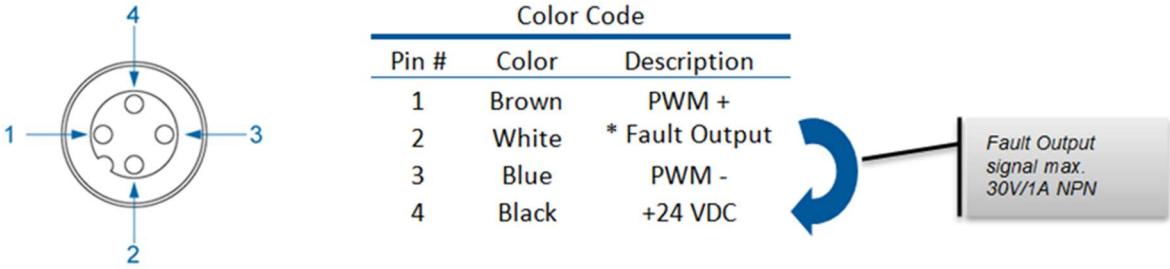 4
1
3
2
Color Code
Pin # Color Description
1 Brown PWM +
2 White * Fault Output
3 Blue PWM -
4 Black +24 VDC
Fault Output
signal max.
30V/1A NPN